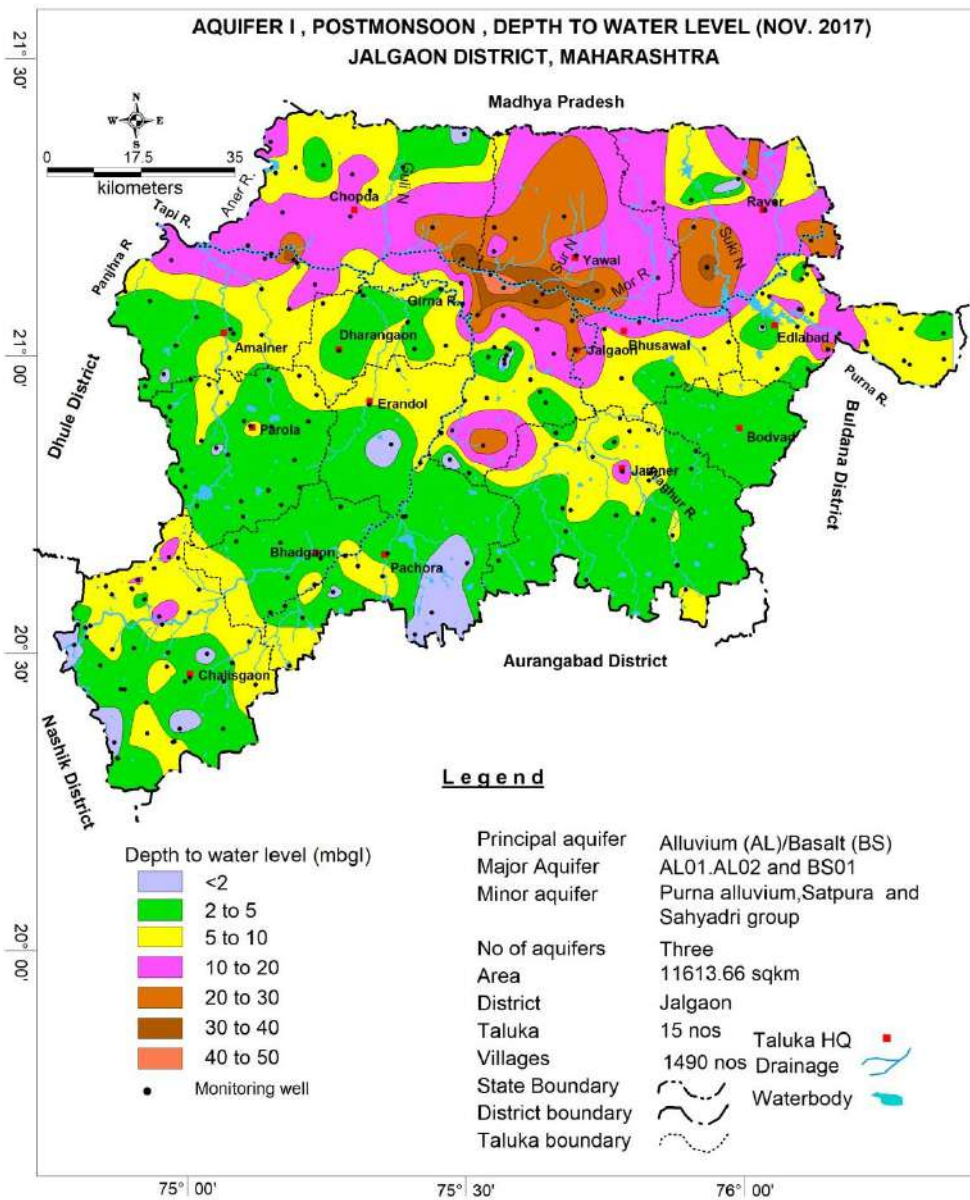 AQUIFER I , POSTMONSOON , DEPTH TO WATER LEVEL (NOV. 2017)
JALGAON DISTRICT, MAHARASHTRA
21° 30'
Madhya Pradesh
N
W E
S
0 17.5 35
kilometers
Aner R.
Guli N
Chopda
Raver
Tapi R.
Suki N
Sur N
Yawal
Panjhra R
Mor R.
Girna R.
Dharangaon
Amalner
Bhusawal
Edlabad
Jalgaon
21° 00'
Purna R.
Erandol
Dhule District
Parola
Bodvad
Buldana District
Jamner
Waghur R.
Bhadgaon
Pachora
20° 30'
Aurangabad District
Chalisgaon
Nashik District
Legend
Principal aquifer Alluvium (AL)/Basalt (BS)
Major Aquifer AL01.AL02 and BS01
Minor aquifer Purna alluvium,Satpura and
Sahyadri group
No of aquifers Three
Area 11613.66 sqkm
District Jalgaon
Taluka 15 nos
Villages 1490 nos
State Boundary
District boundary
Taluka boundary
Taluka HQ
Drainage
Waterbody
Depth to water level (mbgl)
<2
2 to 5
5 to 10
10 to 20
20 to 30
30 to 40
40 to 50
Monitoring well
20° 00'
75° 00' 75° 30' 76° 00'